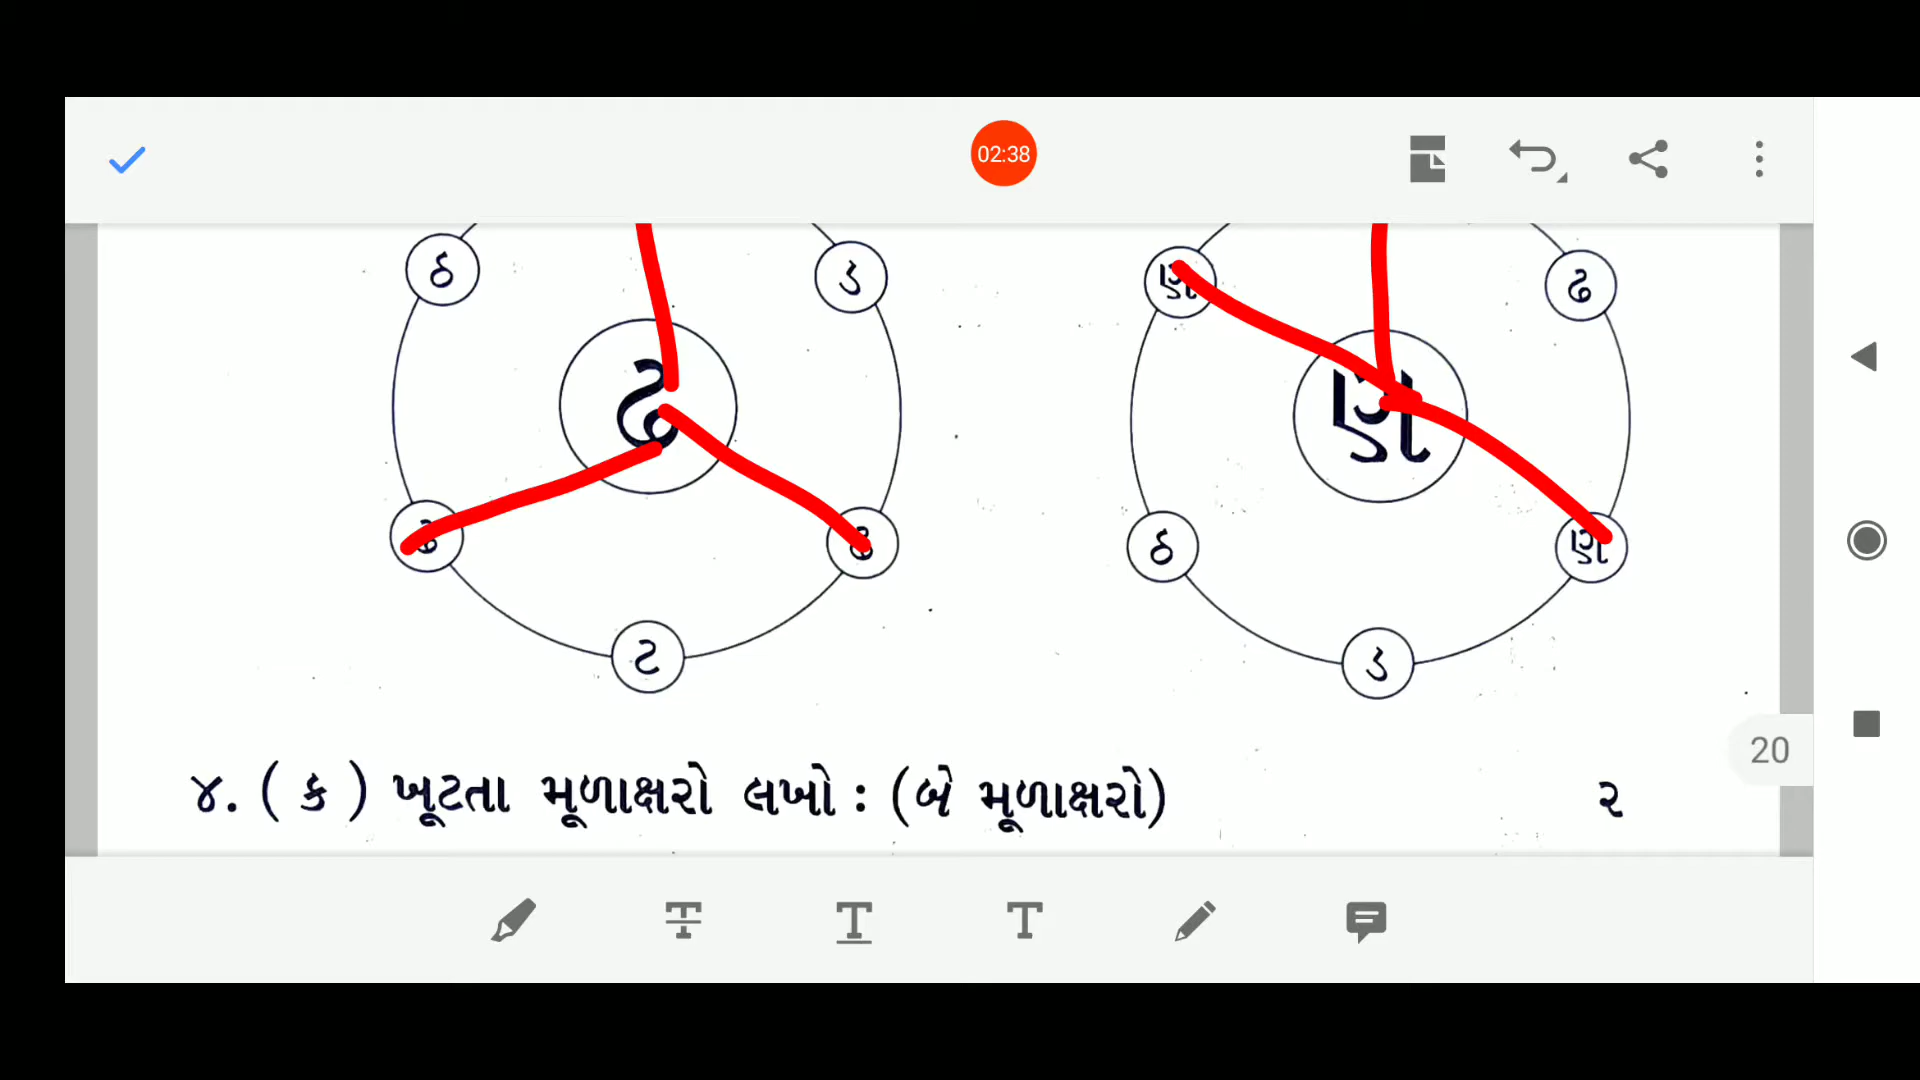 02:38
ઠ ડ ણ ઢ
ઢ ણ
ઢ ઢ ઠ ણ
ટ ડ
20
૪. ( ક ) ખૂટતા મૂળાક્ષરો લખો : (બે મૂળાક્ષરો) ૨